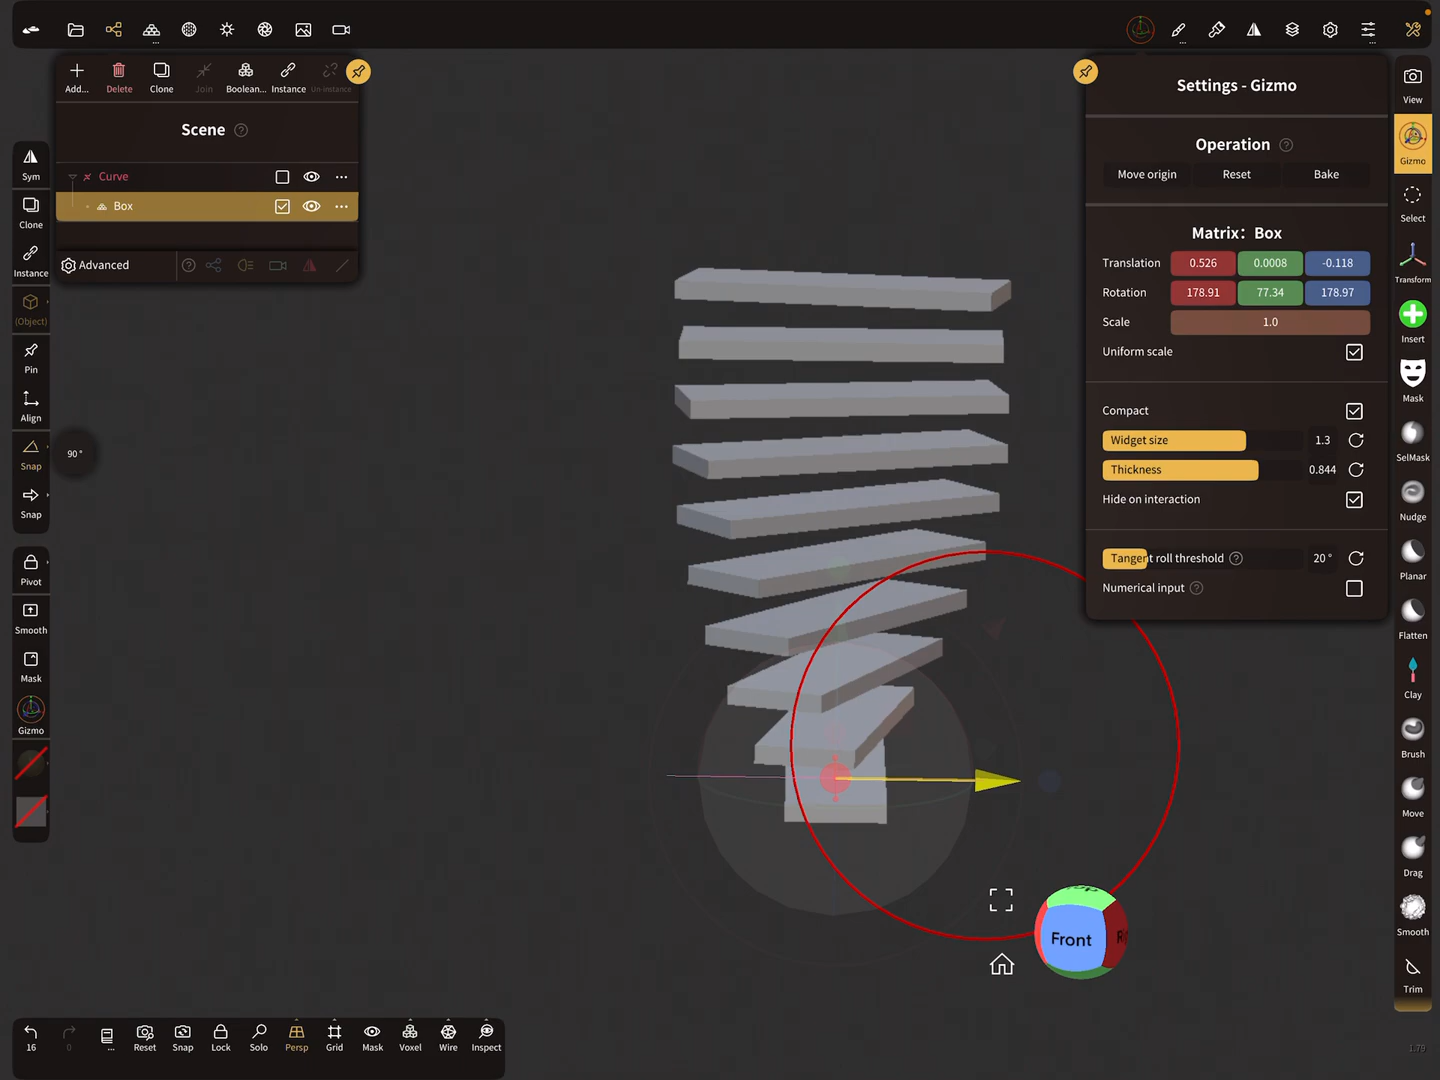 Add...
Delete
Clone
Join
Boolean...
Instance
Un-instance
Scene
Curve
Box
Advanced
Sym
Clone
Instance
(Object)
Pin
Align
Snap
90°
Snap
Pivot
Smooth
Mask
Gizmo
Settings - Gizmo
Operation
Move origin
Reset
Bake
Matrix: Box
Translation 0.526 0.0008 -0.118
Rotation 178.91 77.34 178.97
Scale 1.0
Uniform scale
Compact
Widget size 1.3
Thickness 0.844
Hide on interaction
Tangent roll threshold 20°
Numerical input
View
Gizmo
Select
Transform
Insert
Mask
SelMask
Nudge
Planar
Flatten
Clay
Brush
Move
Drag
Smooth
Trim
Front
16
0
...
Reset
Snap
Lock
Solo
Persp
Grid
Mask
Voxel
Wire
Inspect
1.79